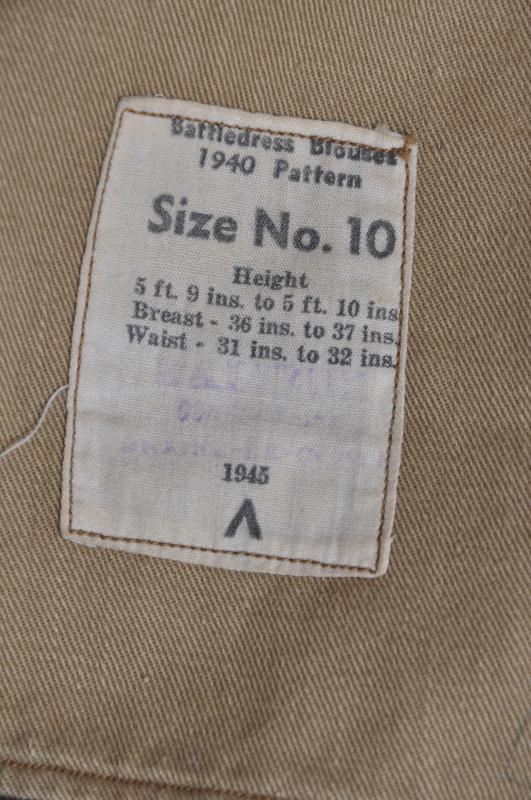 Battledress Blouses
1940 Pattern
Size No. 10
Height
5 ft. 9 ins. to 5 ft. 10 ins.
Breast - 36 ins. to 37 ins.
Waist - 31 ins. to 32 ins.
1945